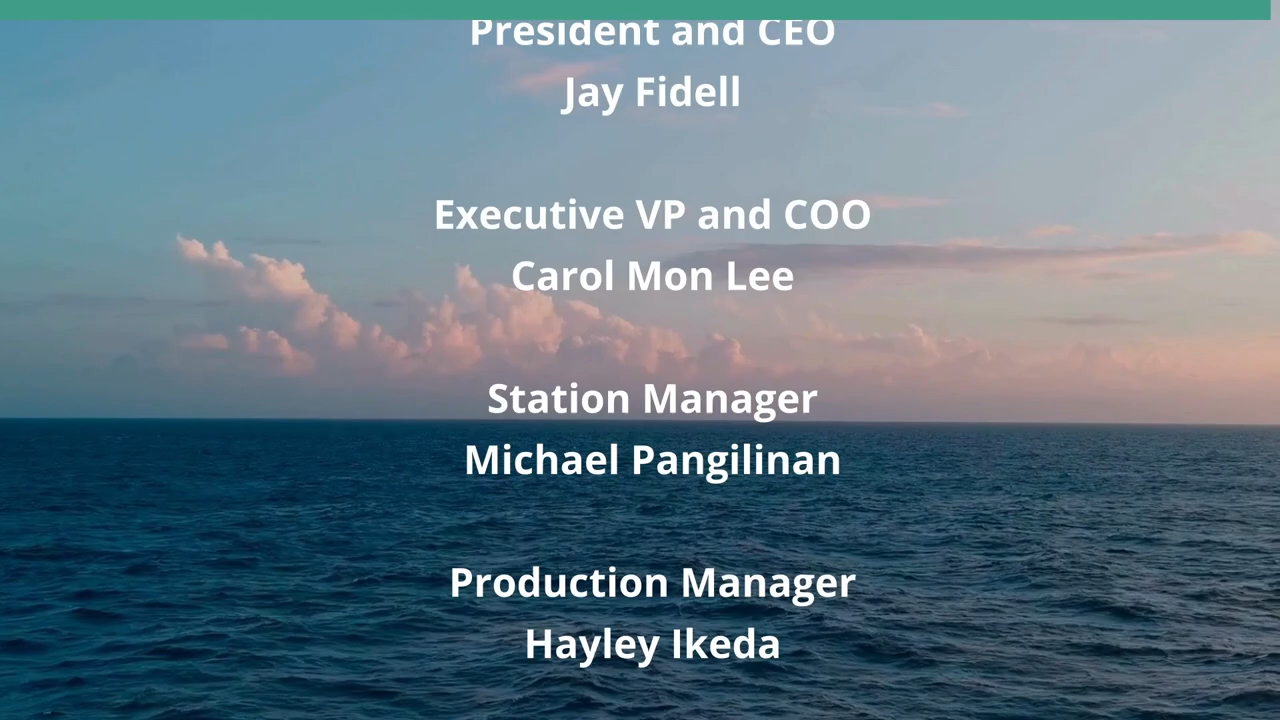 President and CEO
Jay Fidell
Executive VP and COO
Carol Mon Lee
Station Manager
Michael Pangilinan
Production Manager
Hayley Ikeda